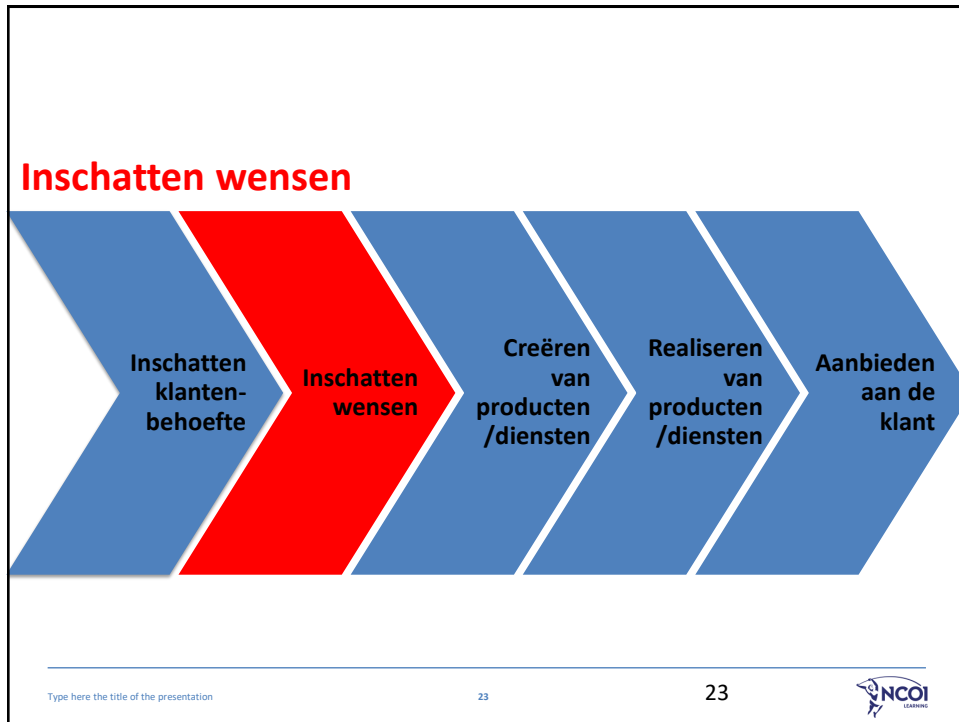 Inschatten wensen
Inschatten
klanten-
behoefte
Inschatten
wensen
Creëren
van
producten
/diensten
Realiseren
van
producten
/diensten
Aanbieden
aan de
klant
Type here the title of the presentation
23
23
NCOI
LEARNING